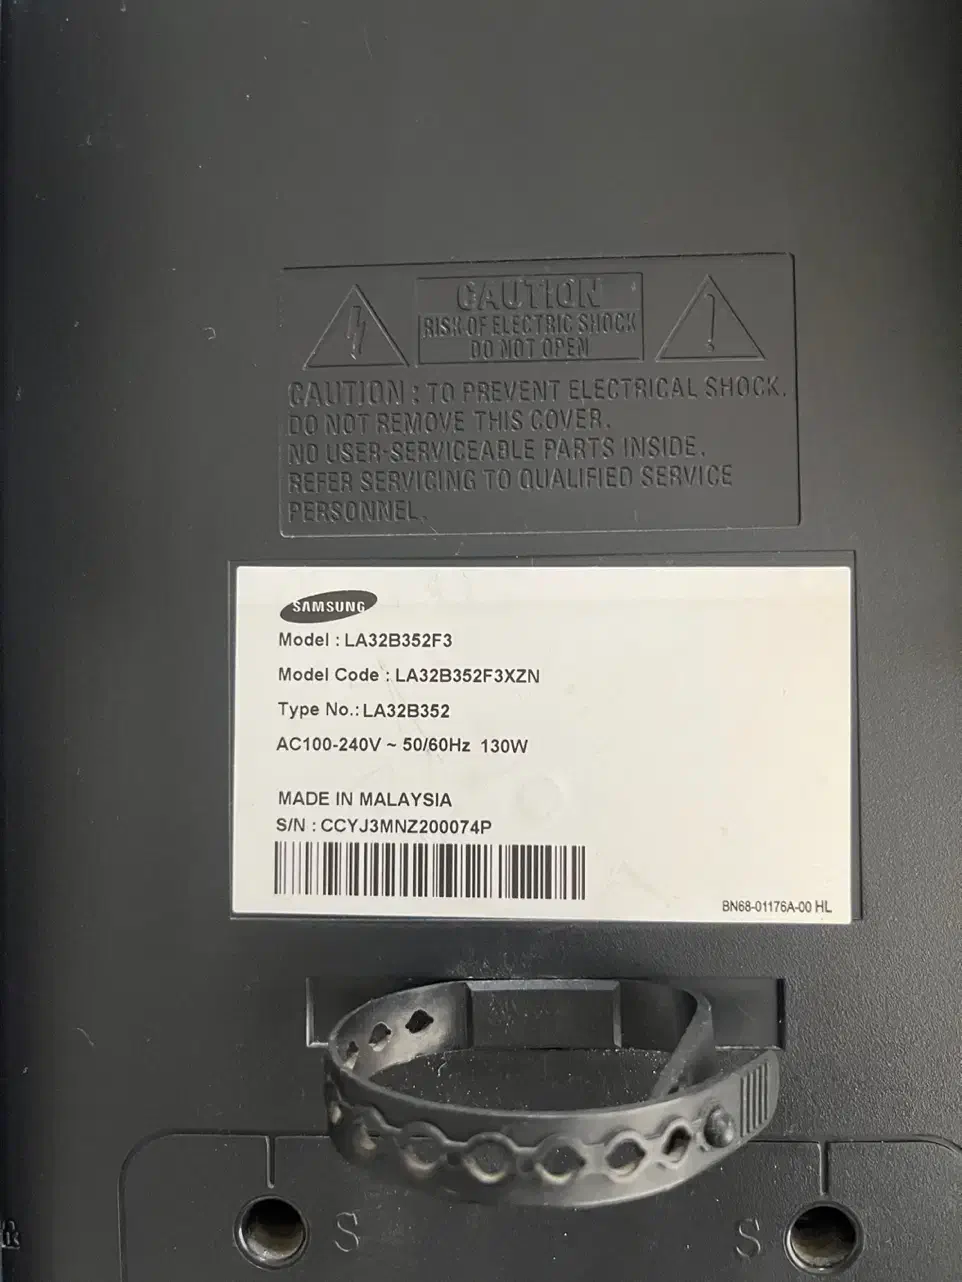 CAUTION
RISK OF ELECTRIC SHOCK
DO NOT OPEN
CAUTION : TO PREVENT ELECTRICAL SHOCK,
DO NOT REMOVE THIS COVER.
NO USER-SERVICEABLE PARTS INSIDE.
REFER SERVICING TO QUALIFIED SERVICE
PERSONNEL.
SAMSUNG
Model : LA32B352F3
Model Code : LA32B352F3XZN
Type No.: LA32B352
AC100-240V ~ 50/60Hz 130W
MADE IN MALAYSIA
S/N : CCYJ3MNZ200074P
BN68-01176A-00 HL
S
S